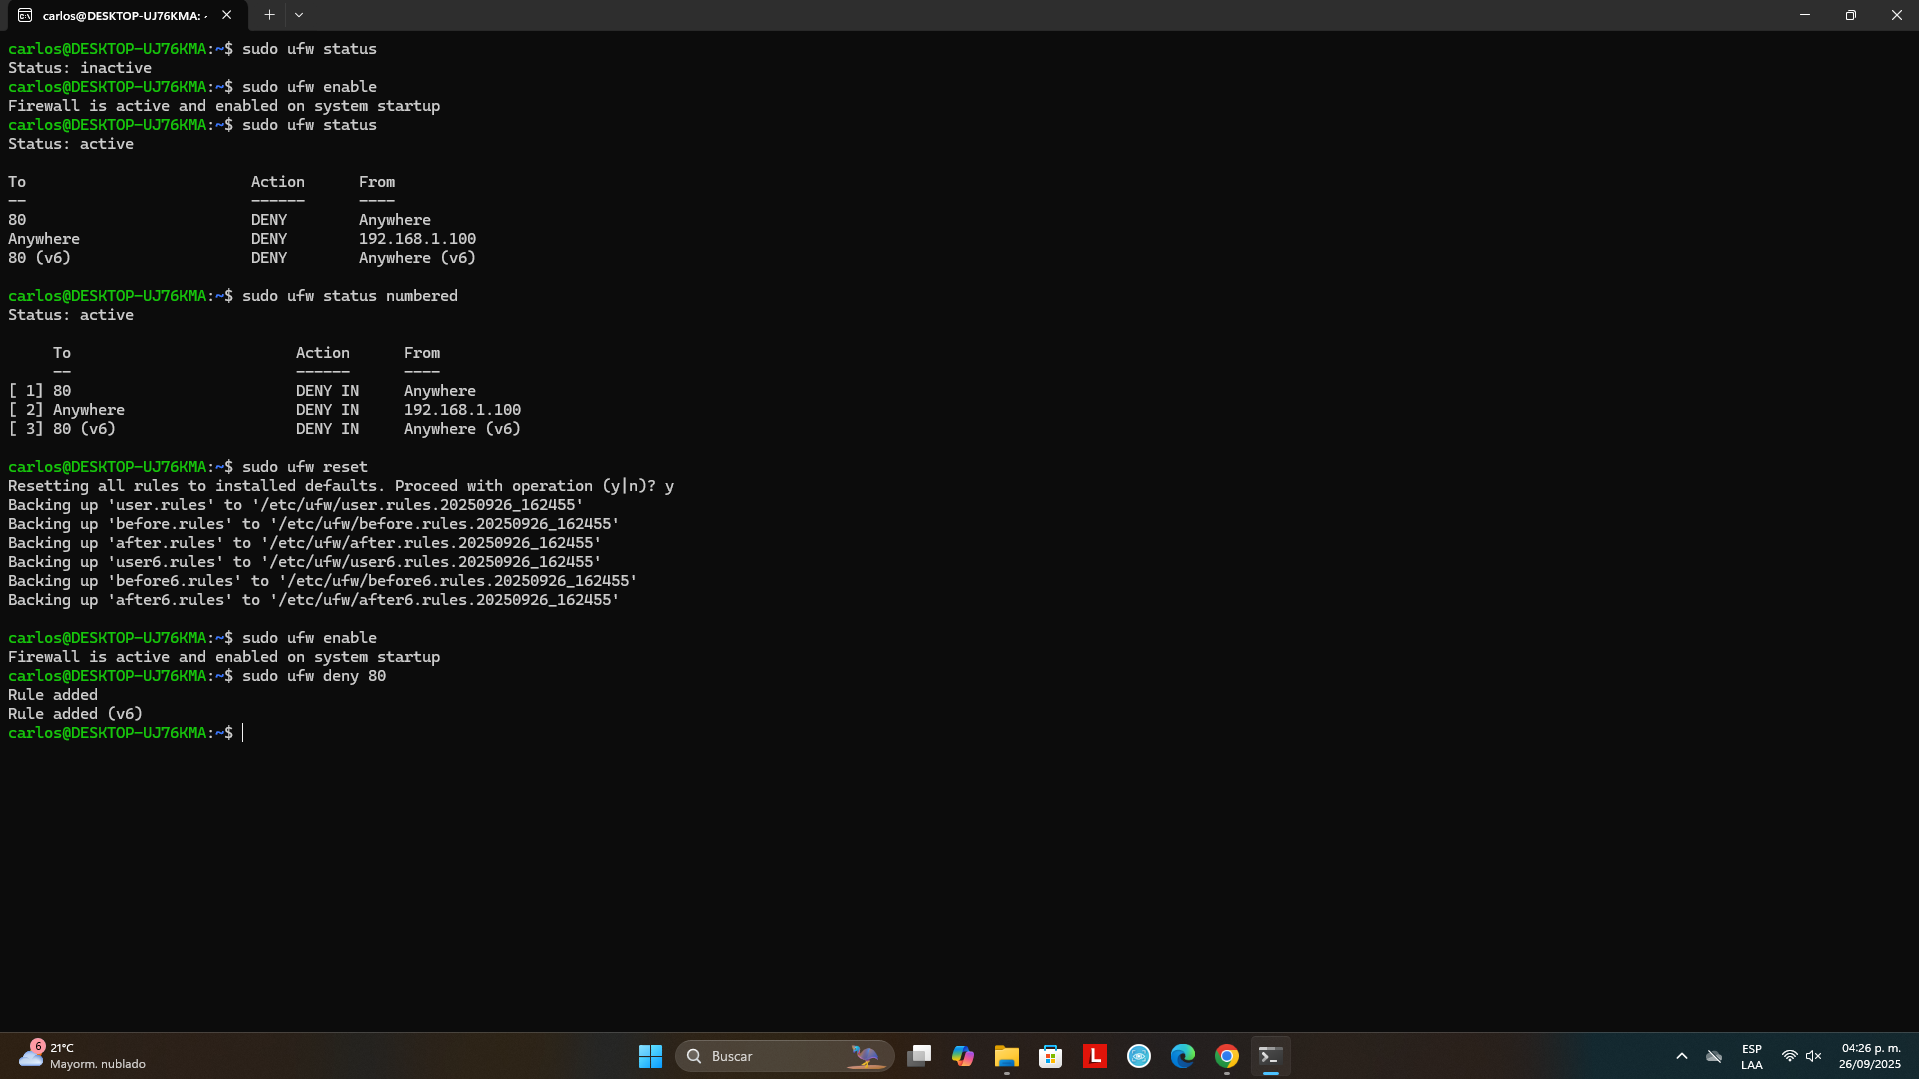 carlos@DESKTOP-UJ76KMA: ~
carlos@DESKTOP-UJ76KMA:~$ sudo ufw status
Status: inactive
carlos@DESKTOP-UJ76KMA:~$ sudo ufw enable
Firewall is active and enabled on system startup
carlos@DESKTOP-UJ76KMA:~$ sudo ufw status
Status: active
To                         Action      From
--                         ------      ----
80                         DENY        Anywhere
Anywhere                   DENY        192.168.1.100
80 (v6)                    DENY        Anywhere (v6)
carlos@DESKTOP-UJ76KMA:~$ sudo ufw status numbered
Status: active
     To                         Action      From
     --                         ------      ----
[ 1] 80                         DENY IN     Anywhere
[ 2] Anywhere                   DENY IN     192.168.1.100
[ 3] 80 (v6)                    DENY IN     Anywhere (v6)
carlos@DESKTOP-UJ76KMA:~$ sudo ufw reset
Resetting all rules to installed defaults. Proceed with operation (y|n)? y
Backing up 'user.rules' to '/etc/ufw/user.rules.20250926_162455'
Backing up 'before.rules' to '/etc/ufw/before.rules.20250926_162455'
Backing up 'after.rules' to '/etc/ufw/after.rules.20250926_162455'
Backing up 'user6.rules' to '/etc/ufw/user6.rules.20250926_162455'
Backing up 'before6.rules' to '/etc/ufw/before6.rules.20250926_162455'
Backing up 'after6.rules' to '/etc/ufw/after6.rules.20250926_162455'
carlos@DESKTOP-UJ76KMA:~$ sudo ufw enable
Firewall is active and enabled on system startup
carlos@DESKTOP-UJ76KMA:~$ sudo ufw deny 80
Rule added
Rule added (v6)
carlos@DESKTOP-UJ76KMA:~$
6
21°C
Mayorm. nublado
Buscar
L
ESP
LAA
04:26 p. m.
26/09/2025